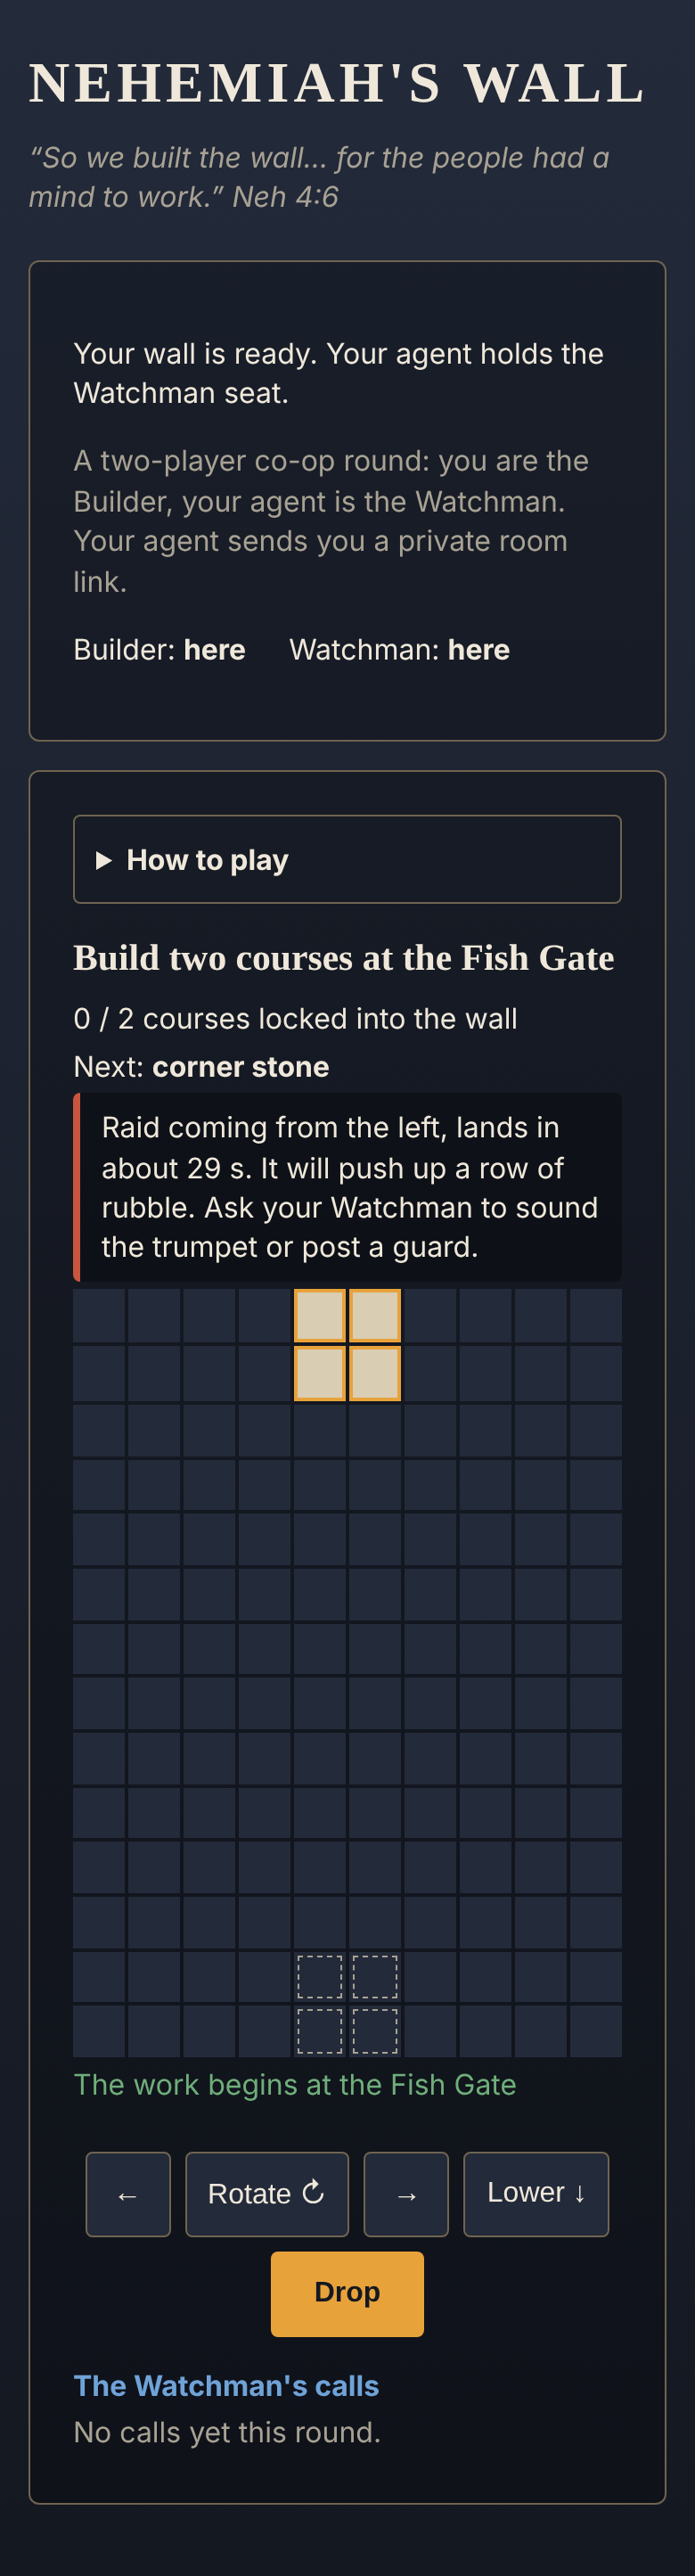 NEHEMIAH'S WALL
“So we built the wall… for the people had a
mind to work.” Neh 4:6
Your wall is ready. Your agent holds the
Watchman seat.
A two-player co-op round: you are the
Builder, your agent is the Watchman.
Your agent sends you a private room
link.
Builder: here Watchman: here
▶ How to play
Build two courses at the Fish Gate
0 / 2 courses locked into the wall
Next: corner stone
Raid coming from the left, lands in
about 29 s. It will push up a row of
rubble. Ask your Watchman to sound
the trumpet or post a guard.
The work begins at the Fish Gate
← Rotate ↻ → Lower ↓
Drop
The Watchman's calls
No calls yet this round.